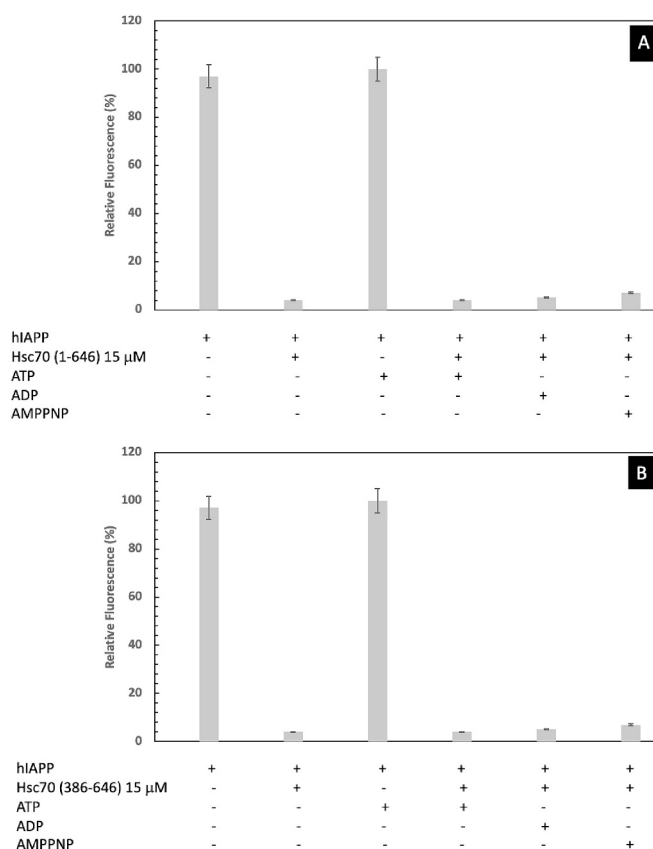 120
A
100
80
60
40
20
0
Relative Fluorescence (%)
hIAPP + + + + + +
Hsc70 (1-646) 15 μM - + - + + +
ATP - - + + - -
ADP - - - - + -
AMPPNP - - - - - +
120
B
100
80
60
40
20
0
Relative Fluorescence (%)
hIAPP + + + + + +
Hsc70 (386-646) 15 μM - + - + + +
ATP - - + + - -
ADP - - - - + -
AMPPNP - - - - - +